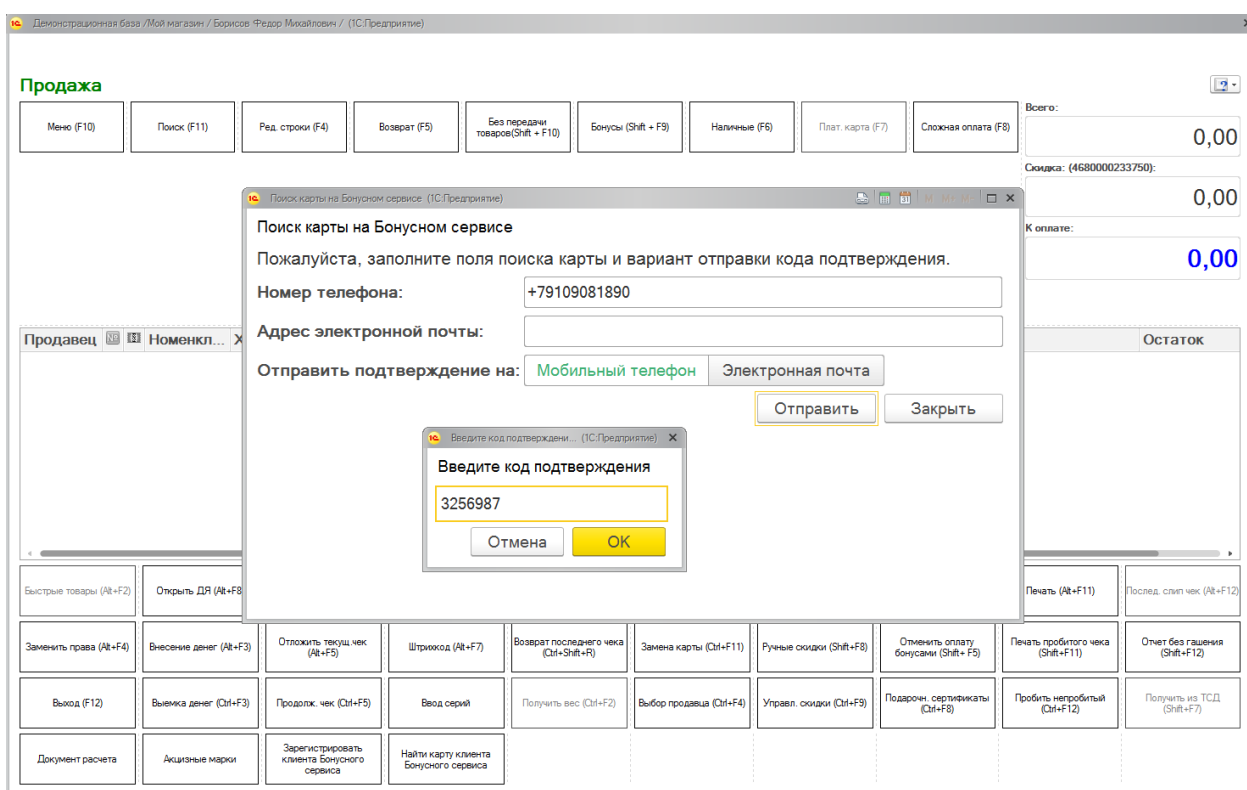 Демонстрационная база /Мой магазин / Борисов Федор Михайлович / (1С:Предприятие)
Продажа
Меню (F10)
Поиск (F11)
Ред. строки (F4)
Возврат (F5)
Без передачи
товаров(Shift + F10)
Бонусы (Shift + F9)
Наличные (F6)
Плат. карта (F7)
Сложная оплата (F8)
Всего:
0,00
Скидка: (4680000233750):
0,00
К оплате:
0,00
Поиск карты на Бонусном сервисе (1С:Предприятие)
M M+ M-
Поиск карты на Бонусном сервисе
Пожалуйста, заполните поля поиска карты и вариант отправки кода подтверждения.
Номер телефона: +79109081890
Адрес электронной почты:
Отправить подтверждение на: Мобильный телефон Электронная почта
Отправить Закрыть
Продавец Номенкл... Х Остаток
Введите код подтверждени... (1С:Предприятие)
Введите код подтверждения
3256987
Отмена ОК
Быстрые товары (Alt+F2)
Открыть ДЯ (Alt+F8
Печать (Alt+F11)
Послед. слип чек (Alt+F12)
Заменить права (Alt+F4)
Внесение денег (Alt+F3)
Отложить текущ.чек
(Alt+F5)
Штрихкод (Alt+F7)
Возврат последнего чека
(Ctrl+Shift+R)
Замена карты (Ctrl+F11)
Ручные скидки (Shift+F8)
Отменить оплату
бонусами (Shift+ F5)
Печать пробитого чека
(Shift+F11)
Отчет без гашения
(Shift+F12)
Выход (F12)
Выемка денег (Ctrl+F3)
Продолж. чек (Ctrl+F5)
Ввод серий
Получить вес (Ctrl+F2)
Выбор продавца (Ctrl+F4)
Управл. скидки (Ctrl+F9)
Подарочн. сертификаты
(Ctrl+F8)
Пробить непробитый
(Ctrl+F12)
Получить из ТСД
(Shift+F7)
Документ расчета
Акцизные марки
Зарегистрировать
клиента Бонусного
сервиса
Найти карту клиента
Бонусного сервиса